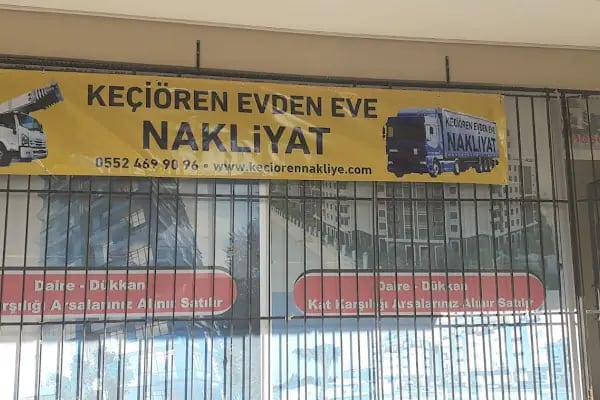 KEÇİÖREN EVDEN EVE
NAKLİYAT
0552 469 90 96 - www.keciorennakliye.com
KEÇİÖREN EVDEN EVE
NAKLİYAT
Daire - Dükkan
Arsalarınız Alınır Satılır
Daire - Dükkan
Kat Karşılığı Arsalarınız Alınır Satılır